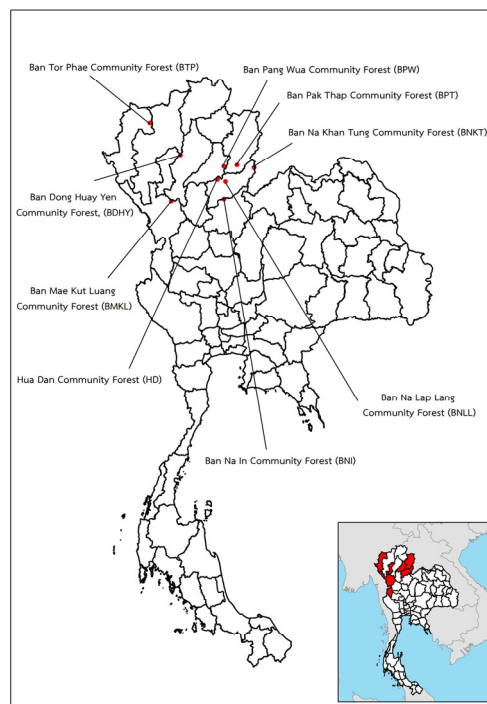 Ban Tor Phae Community Forest (BTP)
Ban Pang Wua Community Forest (BPW)
Ban Pak Thap Community Forest (BPT)
Ban Na Khan Tung Community Forest (BNKT)
Ban Dong Huay Yen
Community Forest, (BDHY)
Ban Mae Kut Luang
Community Forest (BMKL)
Hua Dan Community Forest (HD)
Ban Na Lap Lang
Community Forest (BNLL)
Ban Na In Community Forest (BNI)